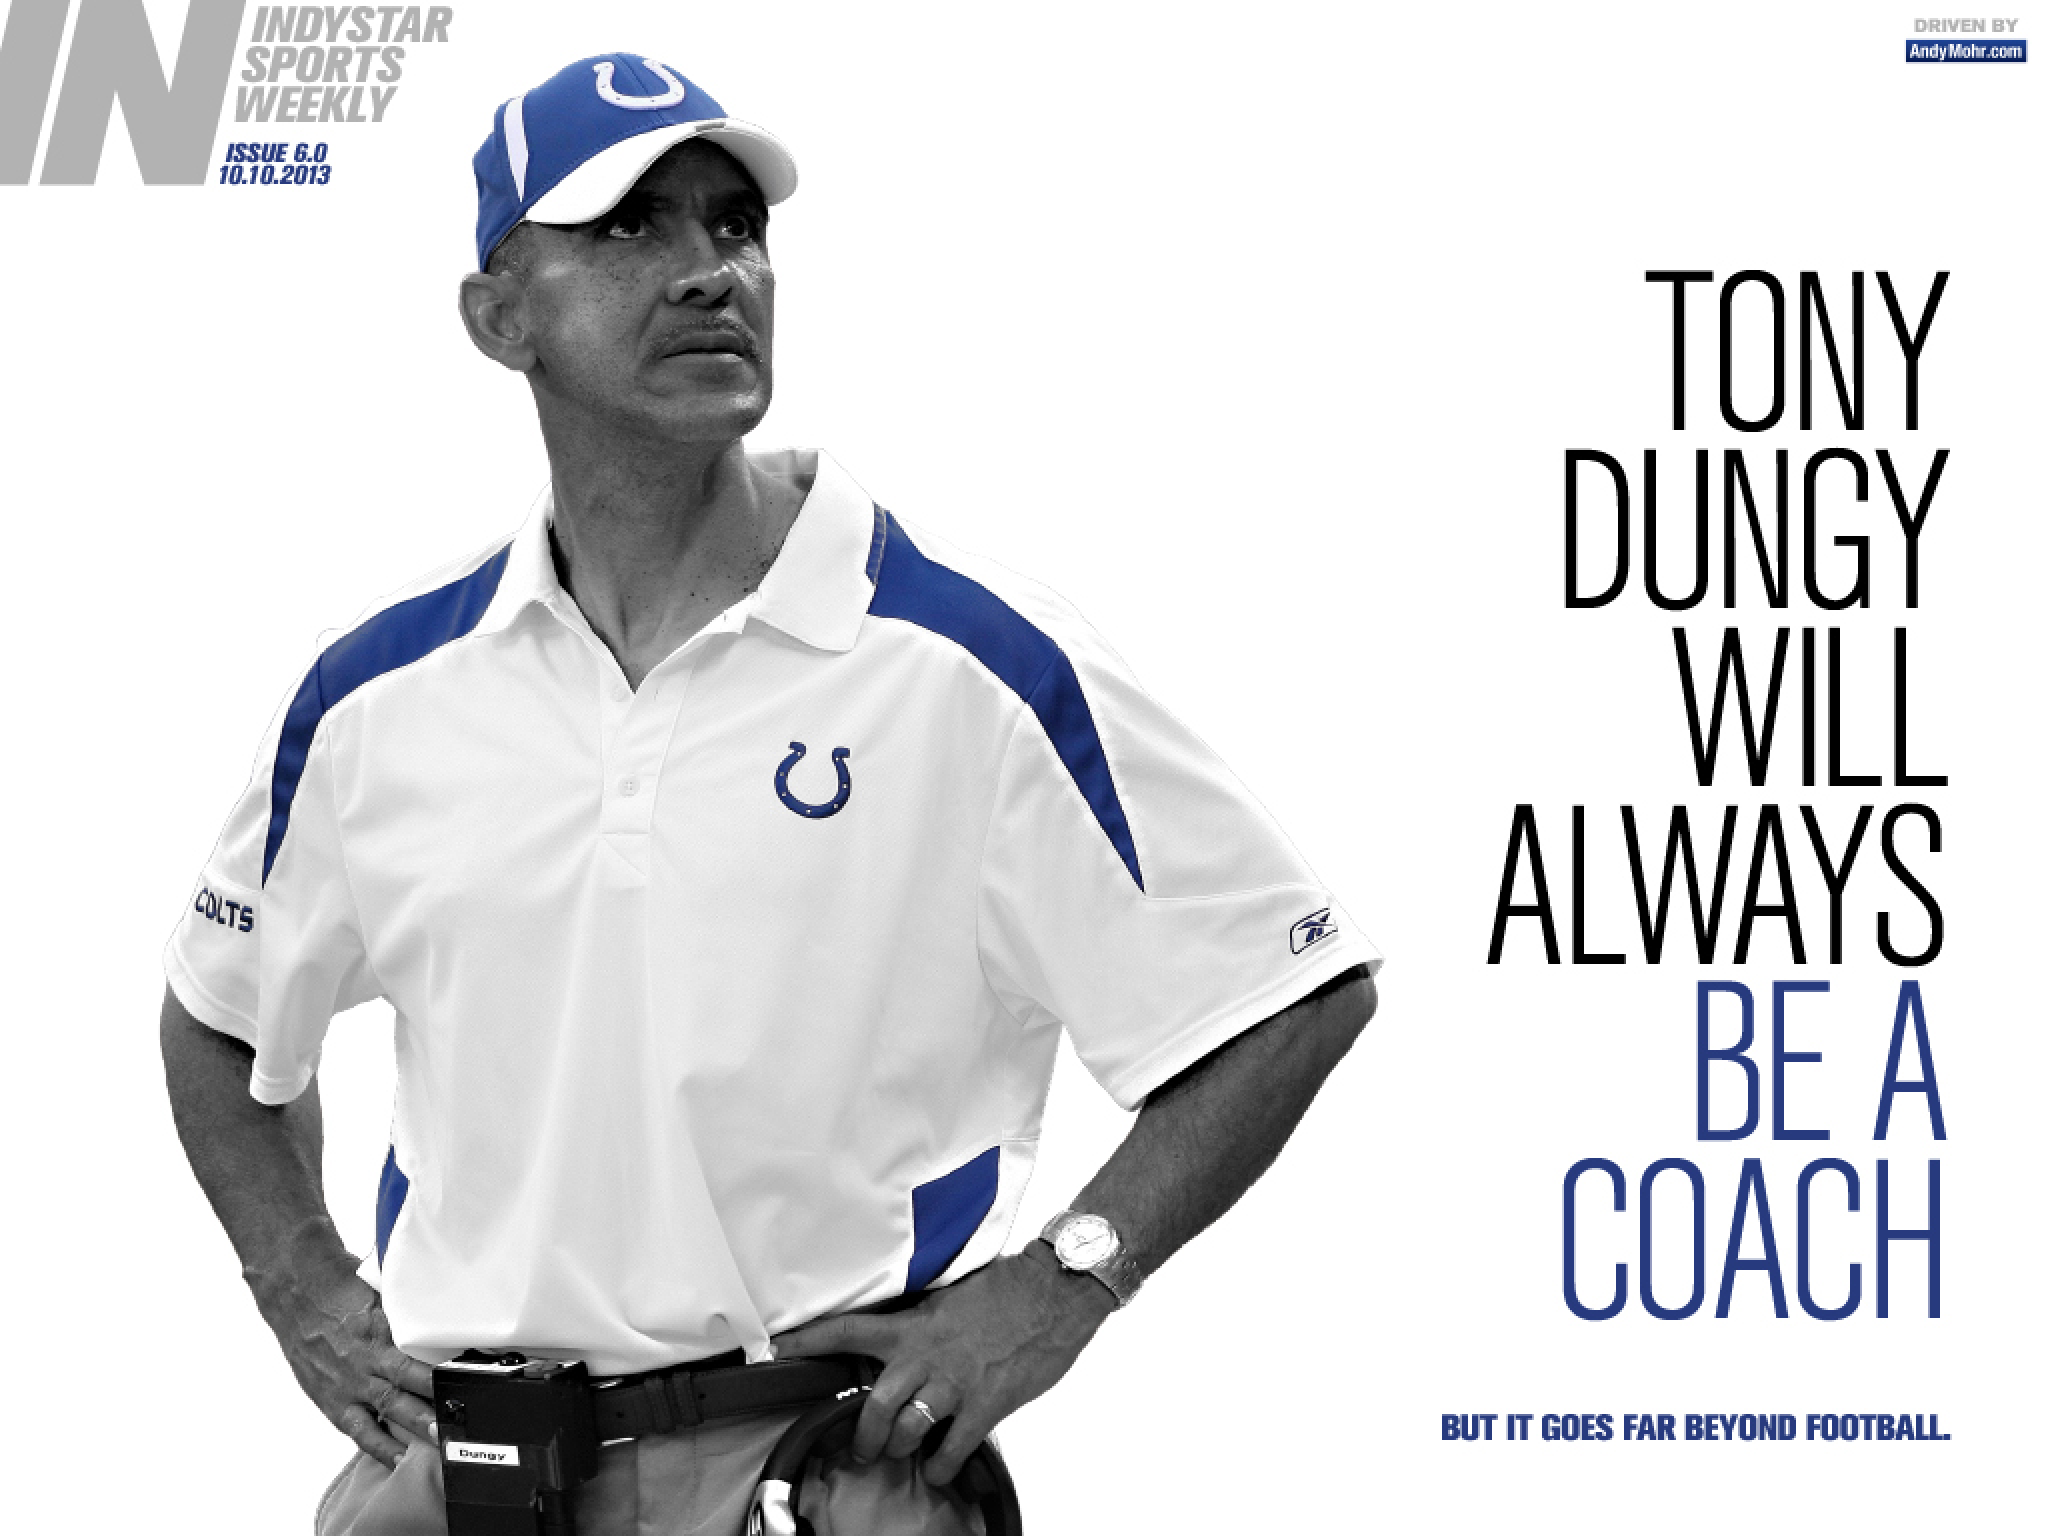 IN
INDYSTAR
SPORTS
WEEKLY
ISSUE 6.0
10.10.2013
DRIVEN BY
AndyMohr.com
TONY
DUNGY
WILL
ALWAYS
BE A
COACH
BUT IT GOES FAR BEYOND FOOTBALL.
COLTS
Dungy